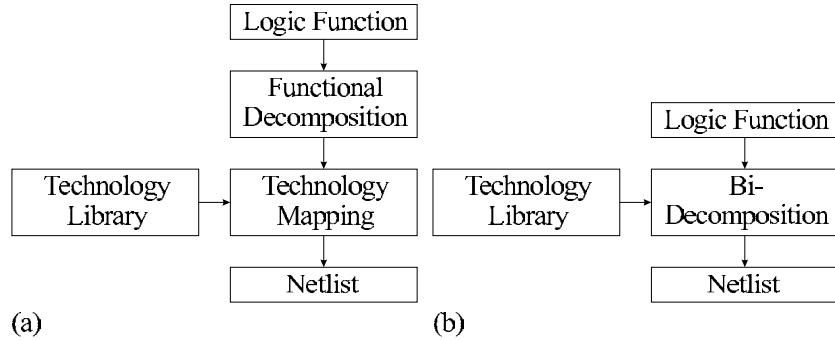 Logic Function
Functional
Decomposition
Technology
Library
Technology
Mapping
Netlist
(a)
Logic Function
Technology
Library
Bi-
Decomposition
Netlist
(b)